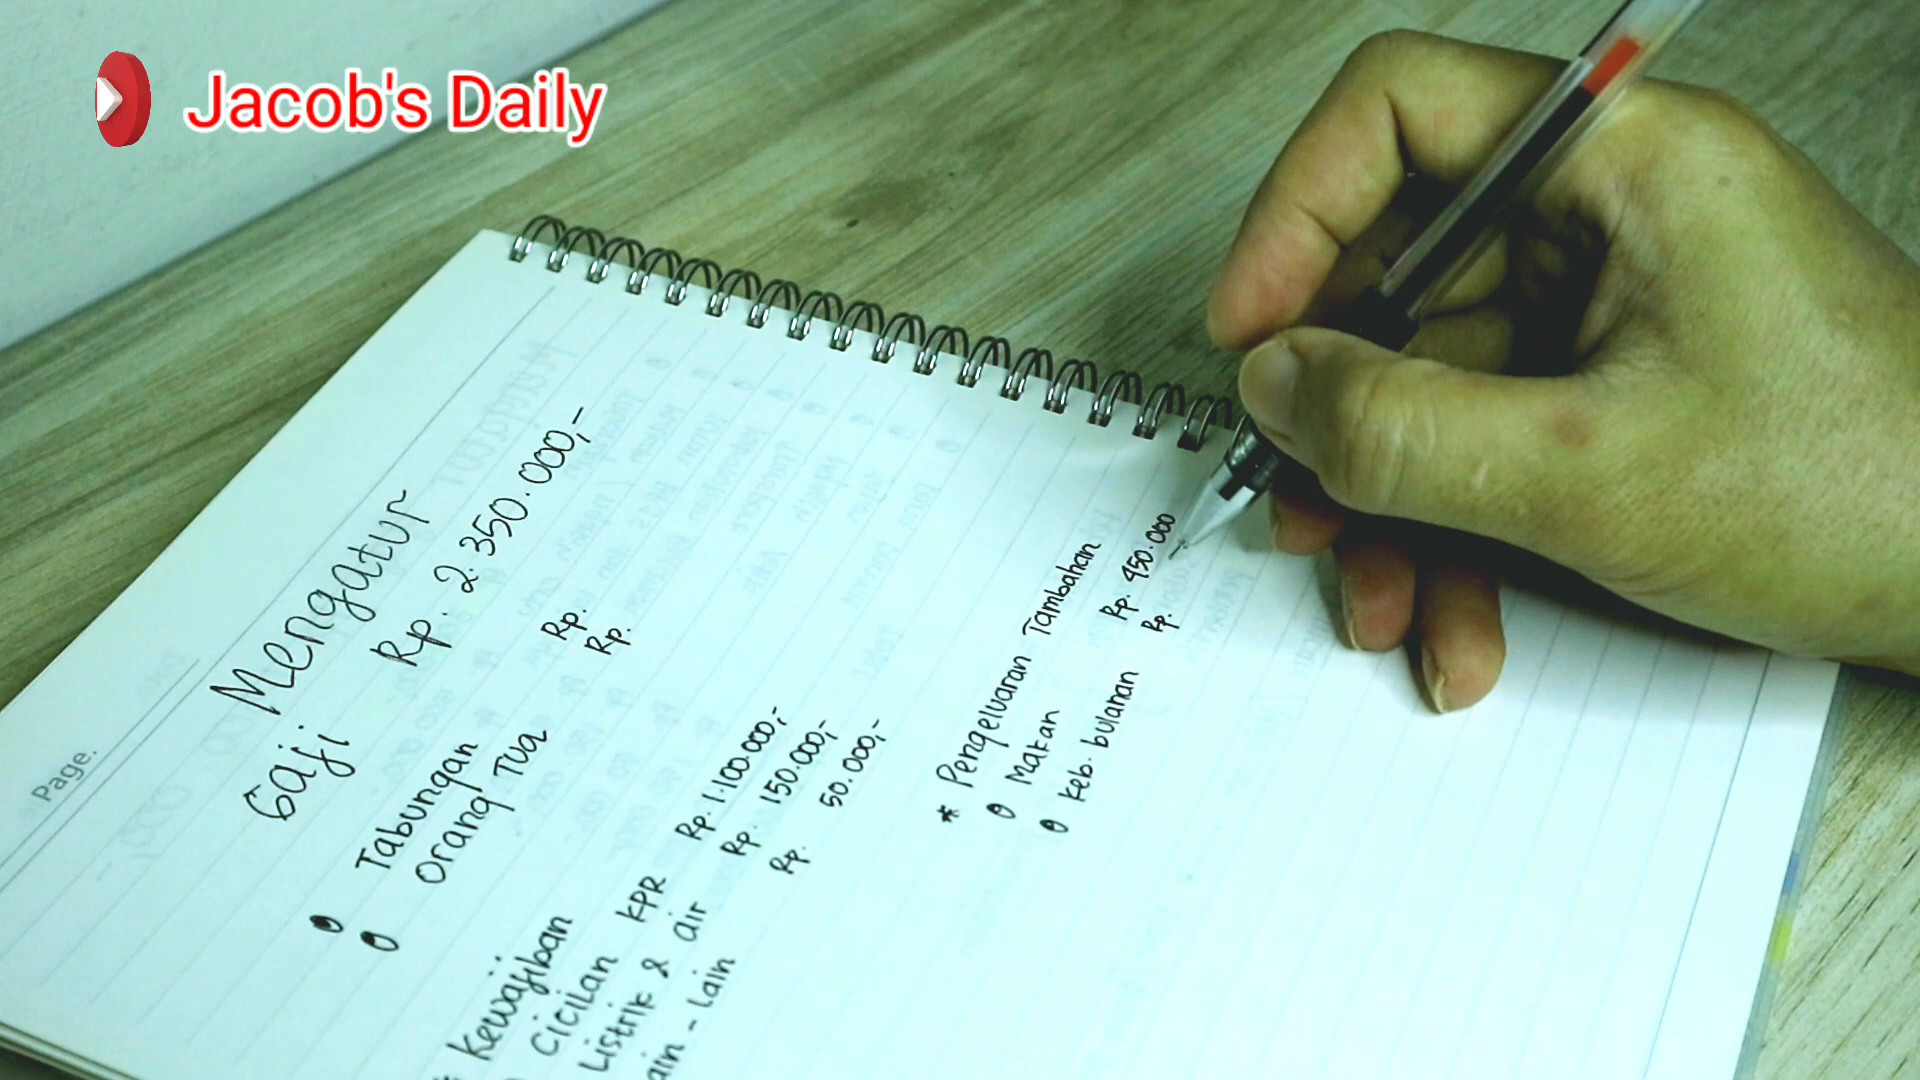 Jacob's Daily
Page.
Mengatur
Gaji Rp. 2.350.000,-
Tabungan Rp.
Orang Tua Rp.
* Kewajiban
Cicilan KPR Rp. 1.100.000,-
Listrik & air Rp. 150.000,-
ain - Lain Rp. 50.000,-
* Pengeluaran Tambahan
Makan Rp. 450.000
Keb. bulanan Rp.